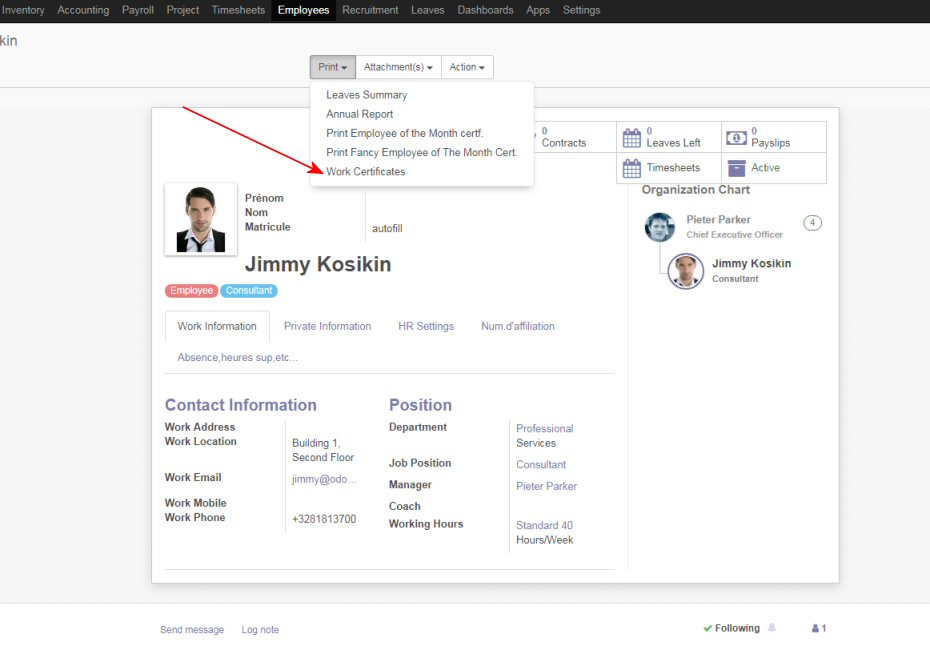 Inventory Accounting Payroll Project Timesheets Employees Recruitment Leaves Dashboards Apps Settings
kin
Print Attachment(s) Action
Leaves Summary
Annual Report
Print Employee of the Month certf.
Print Fancy Employee of The Month Cert.
Work Certificates
0
Contracts
0
Leaves Left
0
Payslips
Timesheets
Active
Prénom
Nom
Matricule
autofill
Jimmy Kosikin
Employee Consultant
Organization Chart
Pieter Parker
Chief Executive Officer
4
Jimmy Kosikin
Consultant
Work Information Private Information HR Settings Num.d'affiliation
Absence,heures sup,etc...
Contact Information
Work Address
Work Location
Building 1,
Second Floor
Work Email
jimmy@odo...
Work Mobile
Work Phone
+3281813700
Position
Department
Professional
Services
Job Position
Consultant
Manager
Pieter Parker
Coach
Working Hours
Standard 40
Hours/Week
Send message Log note
Following
1